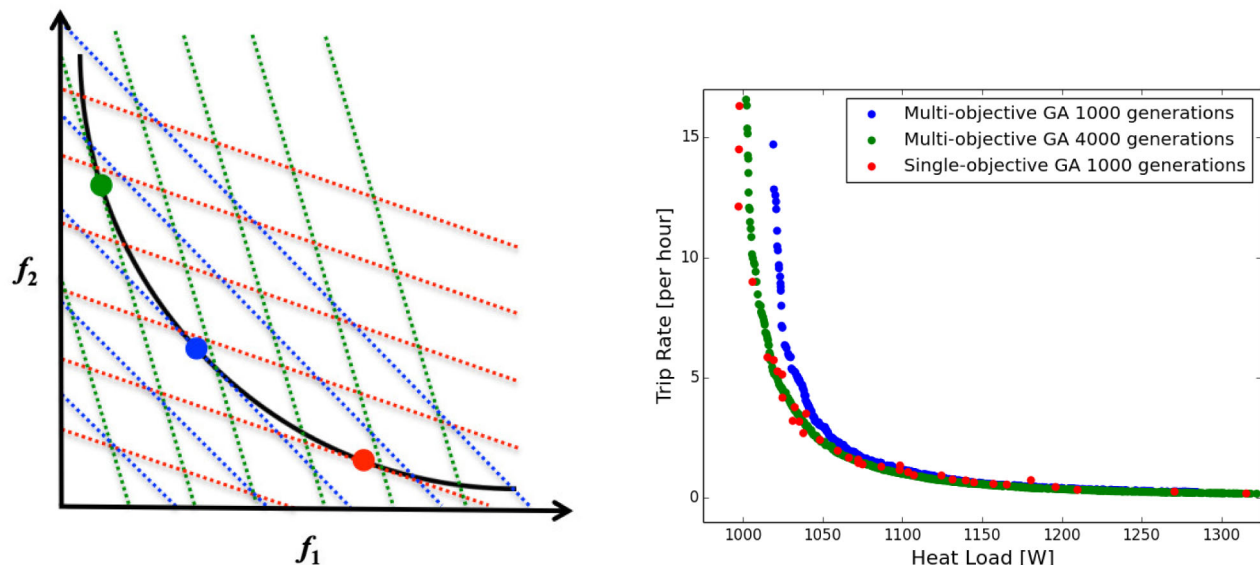 f2
f1
Trip Rate [per hour]
15
10
5
0
Multi-objective GA 1000 generations
Multi-objective GA 4000 generations
Single-objective GA 1000 generations
1000 1050 1100 1150 1200 1250 1300
Heat Load [W]